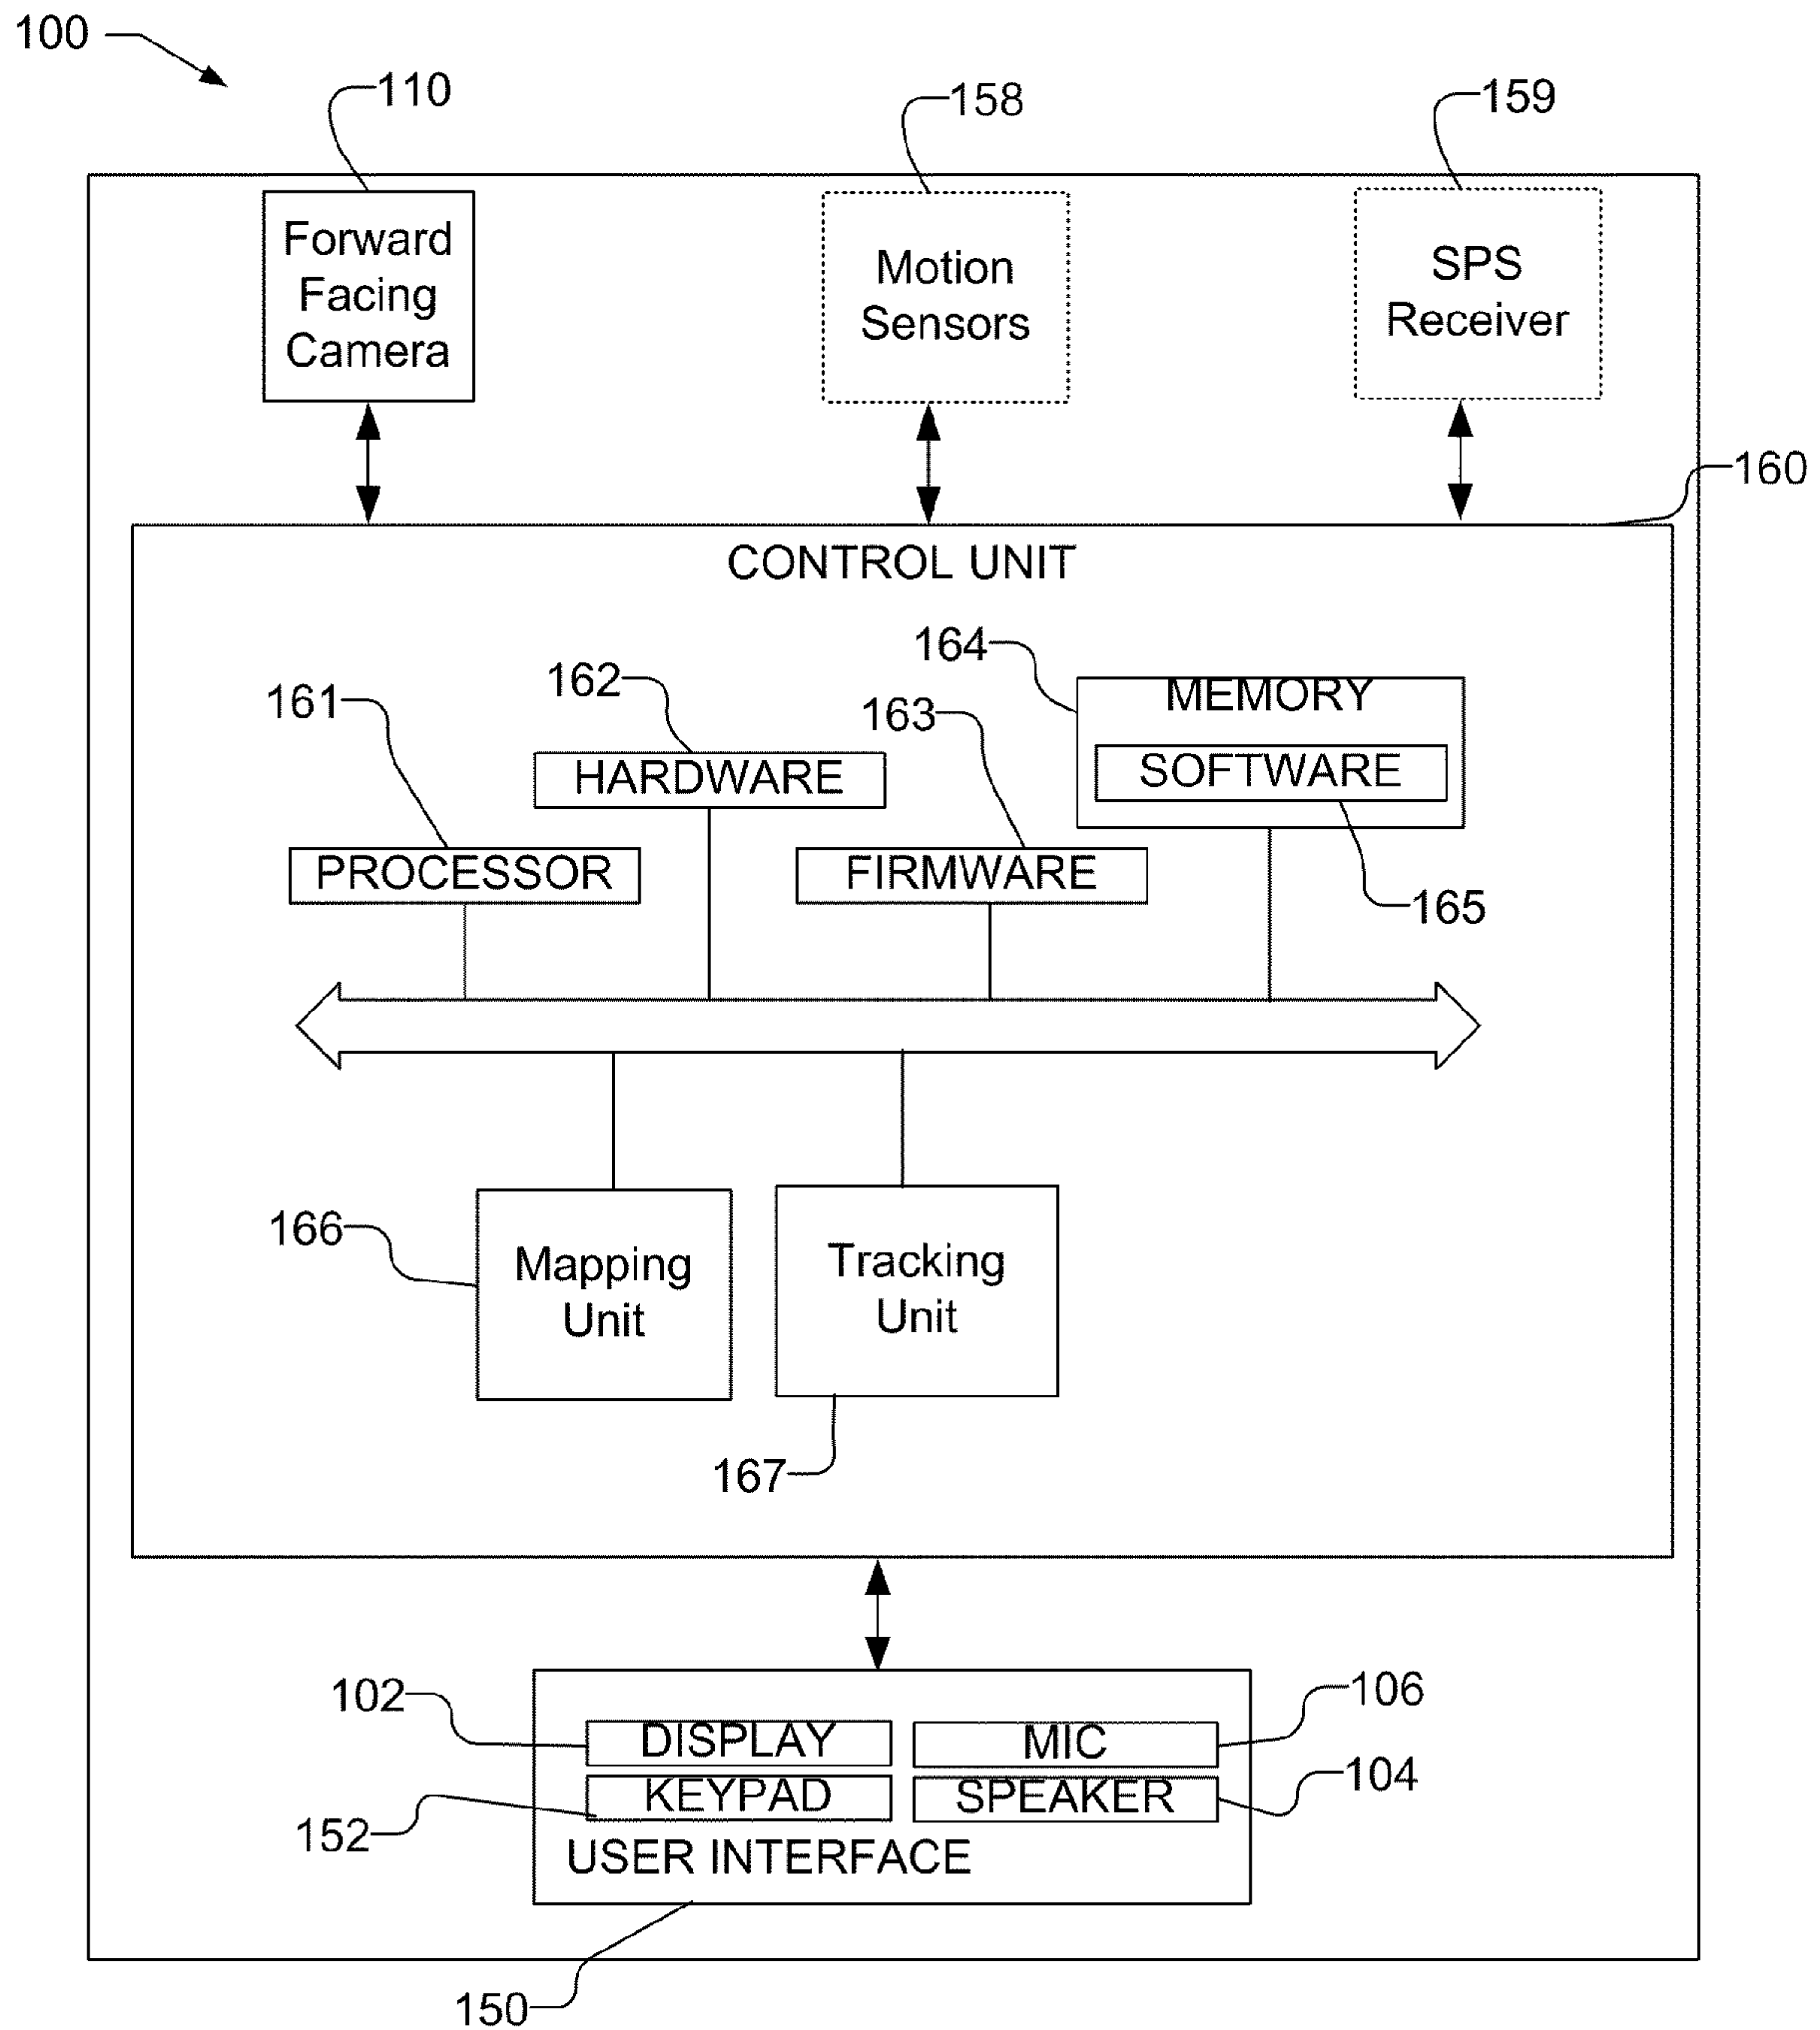 100
110
158
159
Forward
Facing
Camera
Motion
Sensors
SPS
Receiver
160
CONTROL UNIT
164
162
161
163
MEMORY
HARDWARE
SOFTWARE
PROCESSOR
FIRMWARE
165
166
Mapping
Unit
Tracking
Unit
167
102
106
DISPLAY
MIC
104
KEYPAD
SPEAKER
152
USER INTERFACE
150